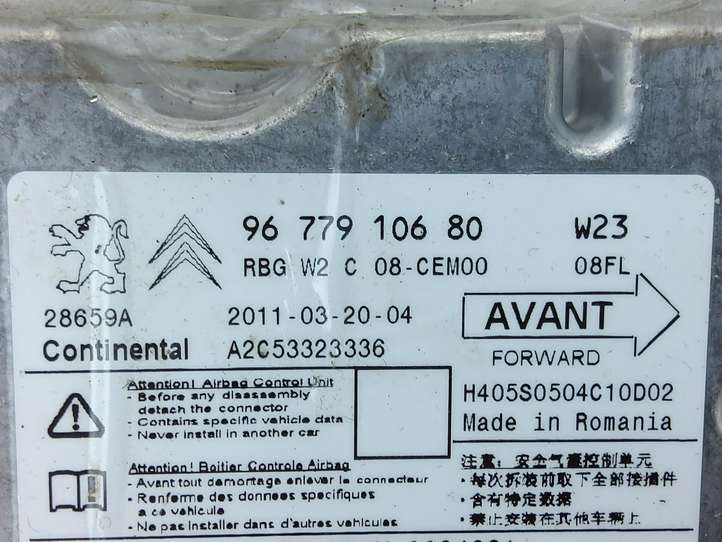 96 779 106 80 W23
RBG W2 C 08-CEM00 08FL
28659A 2011-03-20-04 AVANT
Continental A2C53323336 FORWARD
Attention! Airbag Control Unit
- Before any disassembly
detach the connector
- Contains specific vehicle data
- Never install in another car
H405S0504C10D02
Made in Romania
Attention! Boitier Controle Airbag
- Avant tout demontage enlever le connecteur
- Renferme des donnees specifiques
a ce vehicule
- Ne pas installer dans d'autres vehicules
注意: 安全气囊控制单元
· 每次拆装前取下全部接插件
· 含有特定数据
· 禁止安装在其他车辆上